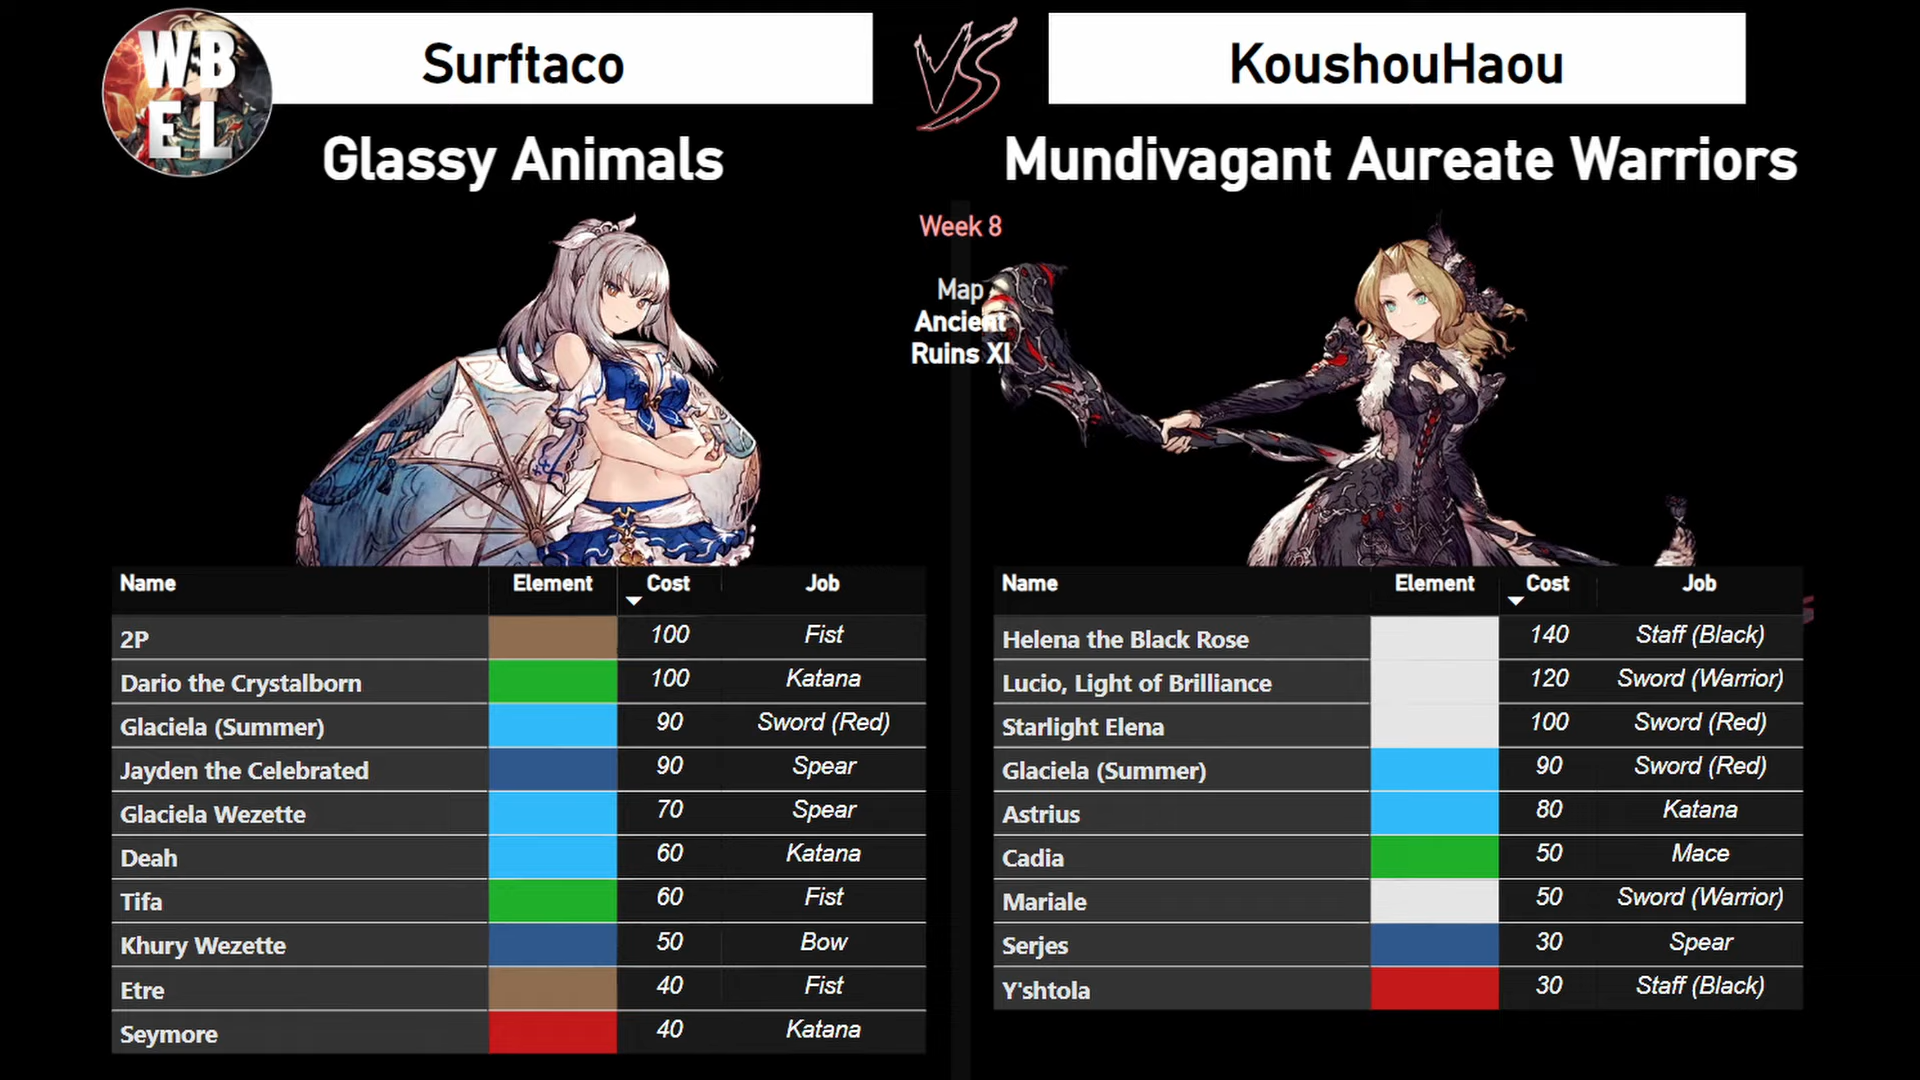 WB
EL
Surftaco
VS
KoushouHaou
Glassy Animals
Mundivagant Aureate Warriors
Week 8
Map
Ancient
Ruins XI
Name Element Cost Job
2P 100 Fist
Dario the Crystalborn 100 Katana
Glaciela (Summer) 90 Sword (Red)
Jayden the Celebrated 90 Spear
Glaciela Wezette 70 Spear
Deah 60 Katana
Tifa 60 Fist
Khury Wezette 50 Bow
Etre 40 Fist
Seymore 40 Katana
Name Element Cost Job
Helena the Black Rose 140 Staff (Black)
Lucio, Light of Brilliance 120 Sword (Warrior)
Starlight Elena 100 Sword (Red)
Glaciela (Summer) 90 Sword (Red)
Astrius 80 Katana
Cadia 50 Mace
Mariale 50 Sword (Warrior)
Serjes 30 Spear
Y'shtola 30 Staff (Black)